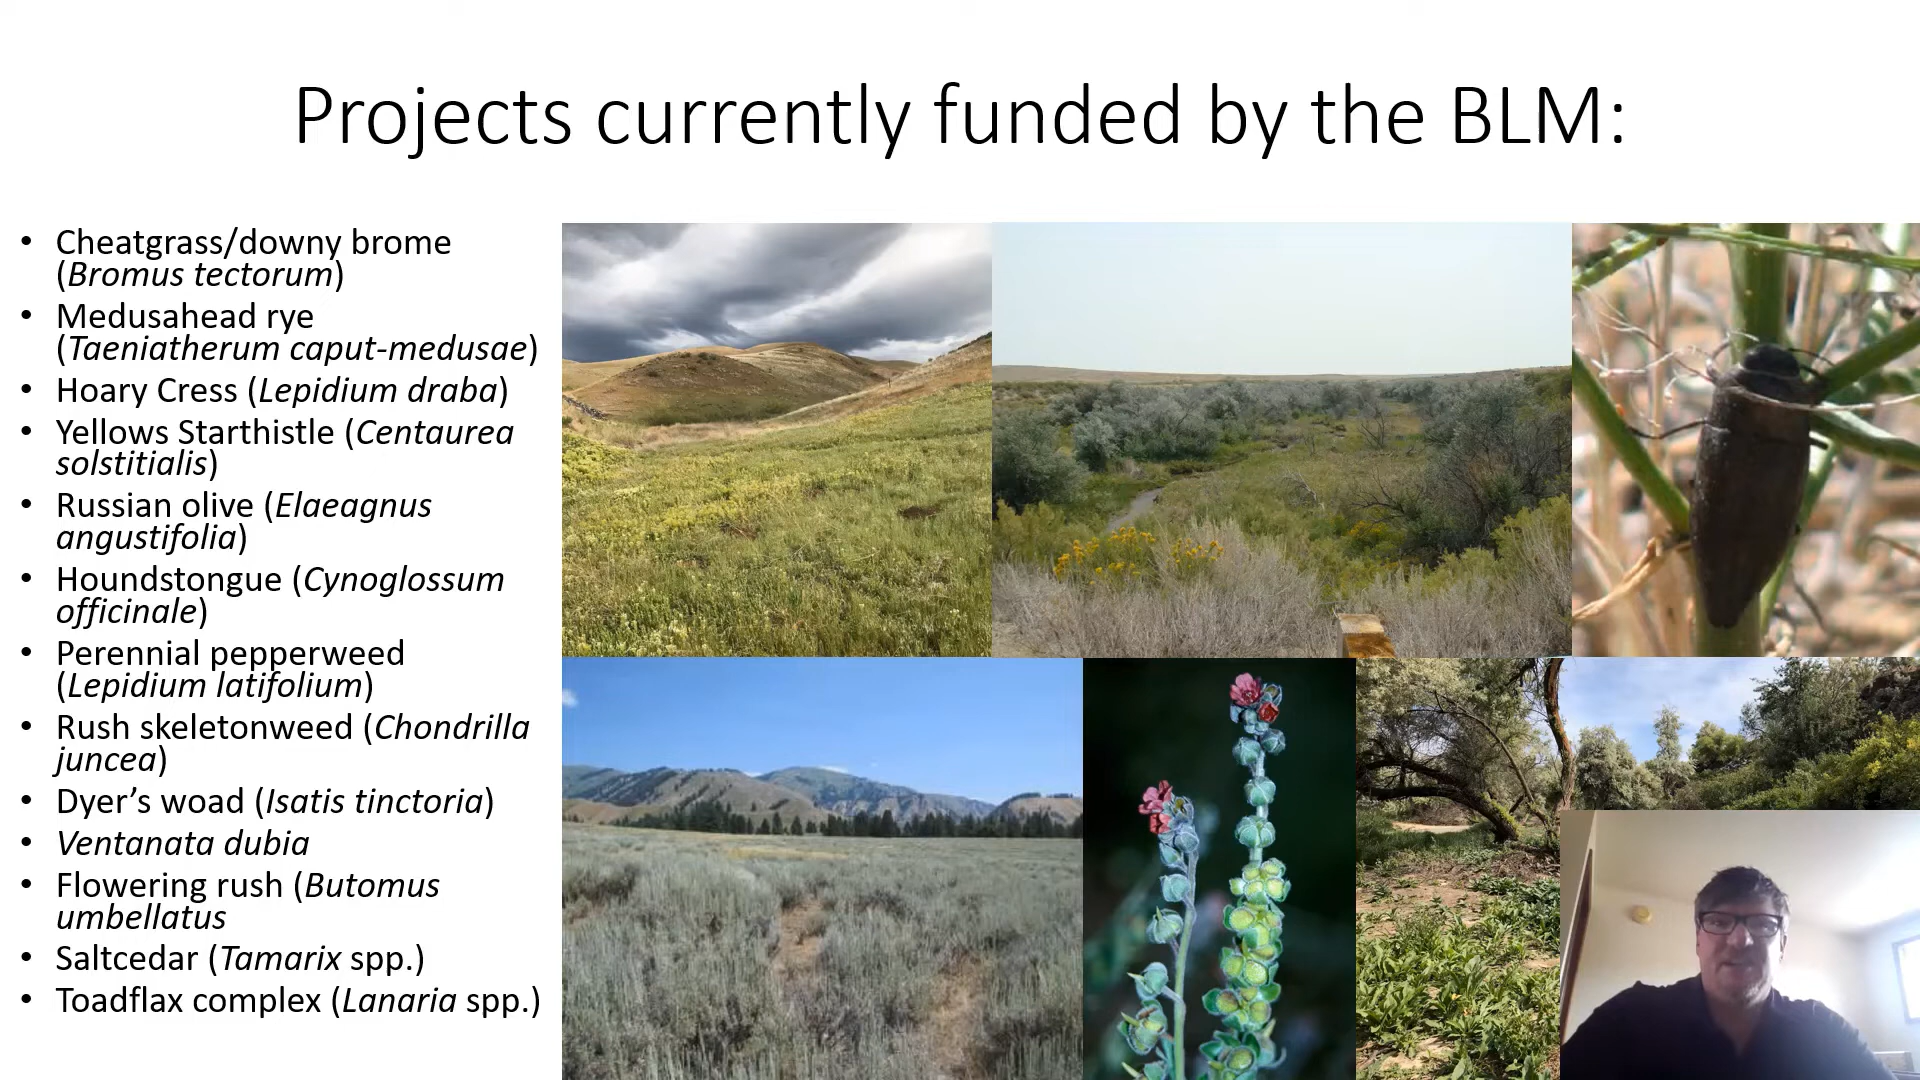 Projects currently funded by the BLM:
• Cheatgrass/downy brome
(Bromus tectorum)
• Medusahead rye
(Taeniatherum caput-medusae)
• Hoary Cress (Lepidium draba)
• Yellows Starthistle (Centaurea
solstitialis)
• Russian olive (Elaeagnus
angustifolia)
• Houndstongue (Cynoglossum
officinale)
• Perennial pepperweed
(Lepidium latifolium)
• Rush skeletonweed (Chondrilla
juncea)
• Dyer’s woad (Isatis tinctoria)
• Ventanata dubia
• Flowering rush (Butomus
umbellatus
• Saltcedar (Tamarix spp.)
• Toadflax complex (Lanaria spp.)